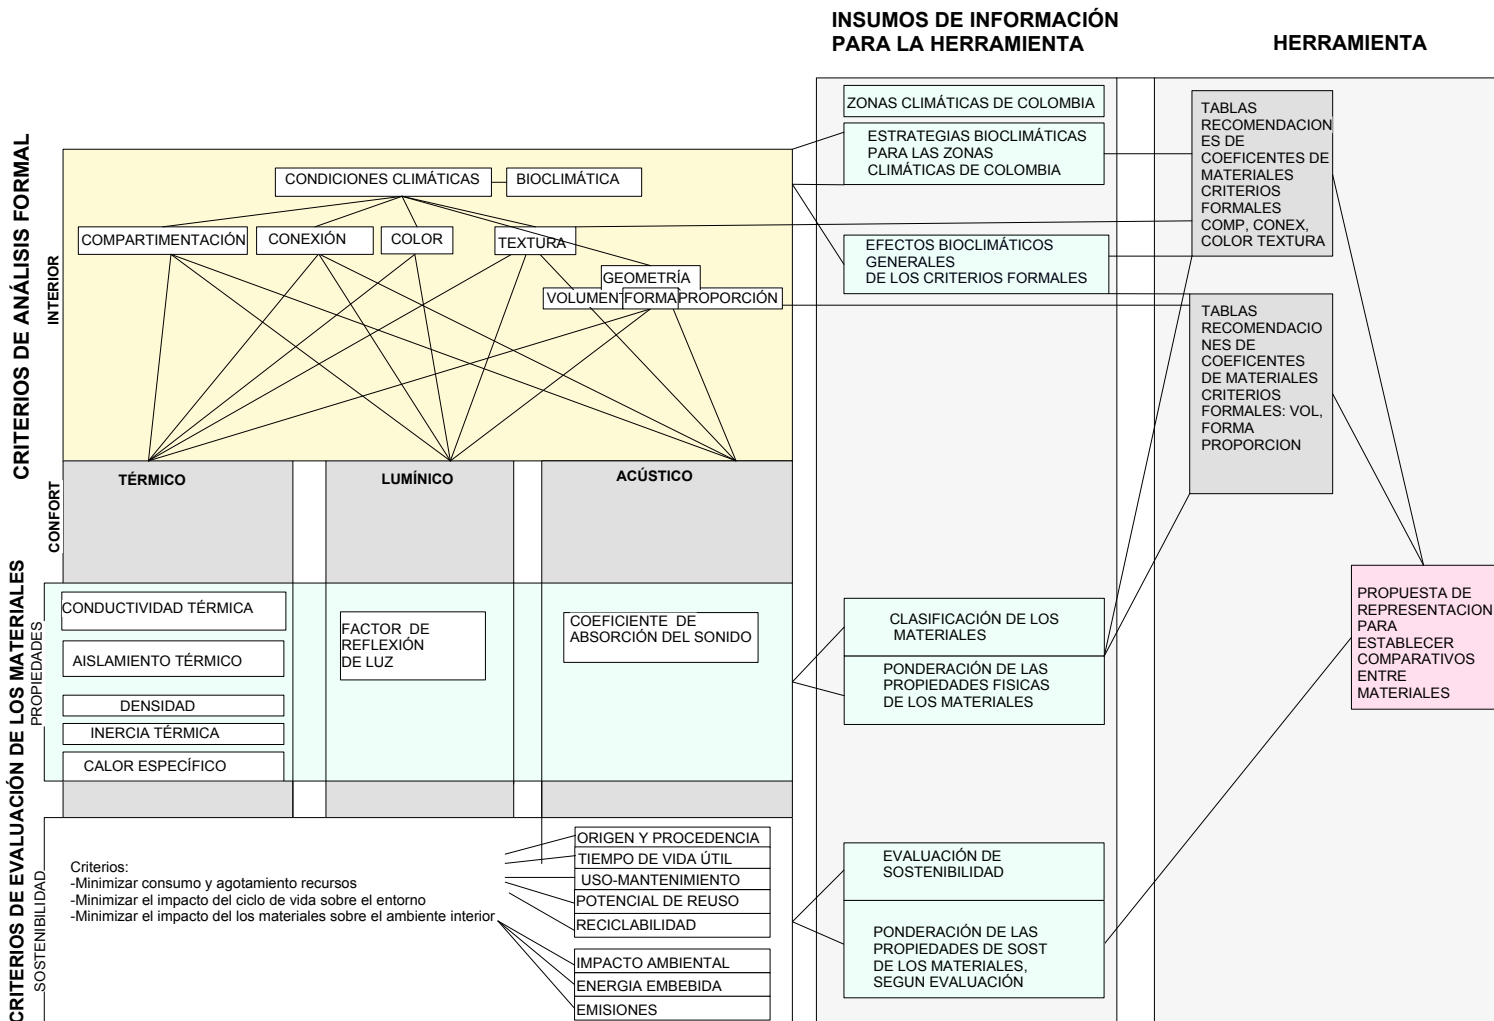 INSUMOS DE INFORMACIÓN
PARA LA HERRAMIENTA
HERRAMIENTA
CRITERIOS DE ANÁLISIS FORMAL
INTERIOR
CONDICIONES CLIMÁTICAS
BIOCLIMÁTICA
COMPARTIMENTACIÓN
CONEXIÓN
COLOR
TEXTURA
GEOMETRÍA
VOLUMEN
FORMA
PROPORCIÓN
CONFORT
TÉRMICO
LUMÍNICO
ACÚSTICO
CRITERIOS DE EVALUACIÓN DE LOS MATERIALES
PROPIEDADES
CONDUCTIVIDAD TÉRMICA
AISLAMIENTO TÉRMICO
DENSIDAD
INERCIA TÉRMICA
CALOR ESPECÍFICO
FACTOR DE
REFLEXIÓN
DE LUZ
COEFICIENTE DE
ABSORCIÓN DEL SONIDO
SOSTENIBILIDAD
Criterios:
-Minimizar consumo y agotamiento recursos
-Minimizar el impacto del ciclo de vida sobre el entorno
-Minimizar el impacto del los materiales sobre el ambiente interior
ORIGEN Y PROCEDENCIA
TIEMPO DE VIDA ÚTIL
USO-MANTENIMIENTO
POTENCIAL DE REUSO
RECICLABILIDAD
IMPACTO AMBIENTAL
ENERGIA EMBEBIDA
EMISIONES
ZONAS CLIMÁTICAS DE COLOMBIA
ESTRATEGIAS BIOCLIMÁTICAS
PARA LAS ZONAS
CLIMÁTICAS DE COLOMBIA
EFECTOS BIOCLIMÁTICOS
GENERALES
DE LOS CRITERIOS FORMALES
CLASIFICACIÓN DE LOS
MATERIALES
PONDERACIÓN DE LAS
PROPIEDADES FISICAS
DE LOS MATERIALES
EVALUACIÓN DE
SOSTENIBILIDAD
PONDERACIÓN DE LAS
PROPIEDADES DE SOST
DE LOS MATERIALES,
SEGUN EVALUACIÓN
TABLAS
RECOMENDACION
ES DE
COEFICENTES DE
MATERIALES
CRITERIOS
FORMALES
COMP, CONEX,
COLOR TEXTURA
TABLAS
RECOMENDACIO
NES DE
COEFICENTES
DE MATERIALES
CRITERIOS
FORMALES: VOL,
FORMA
PROPORCION
PROPUESTA DE
REPRESENTACION
PARA
ESTABLECER
COMPARATIVOS
ENTRE
MATERIALES